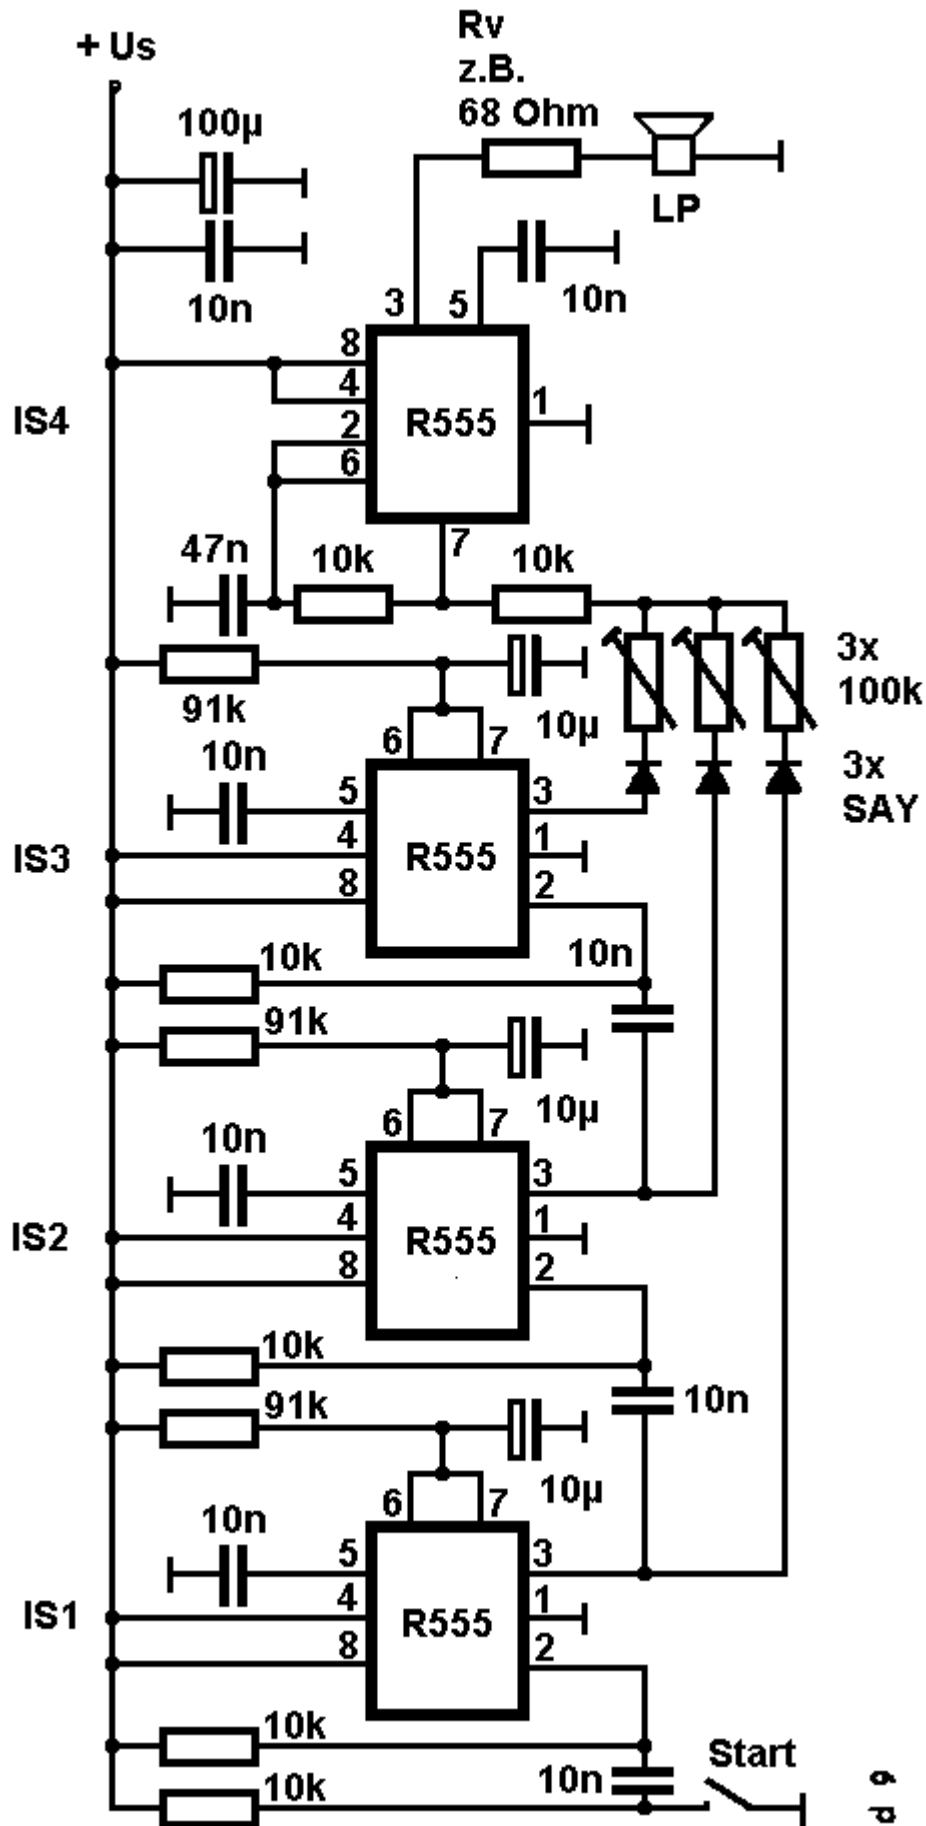 + Us
Rv
z.B.
68 Ohm
100µ
LP
10n
10n
3
5
8
4
2
6
IS4
R555
1
7
47n
10k
10k
91k
10µ
3x
100k
6
7
10n
3x
SAY
5
3
4
1
8
2
IS3
R555
10n
10k
91k
10µ
6
7
10n
5
3
4
1
8
2
IS2
R555
10k
10n
91k
10µ
6
7
10n
5
3
4
1
8
2
IS1
R555
10k
Start
10n
10k